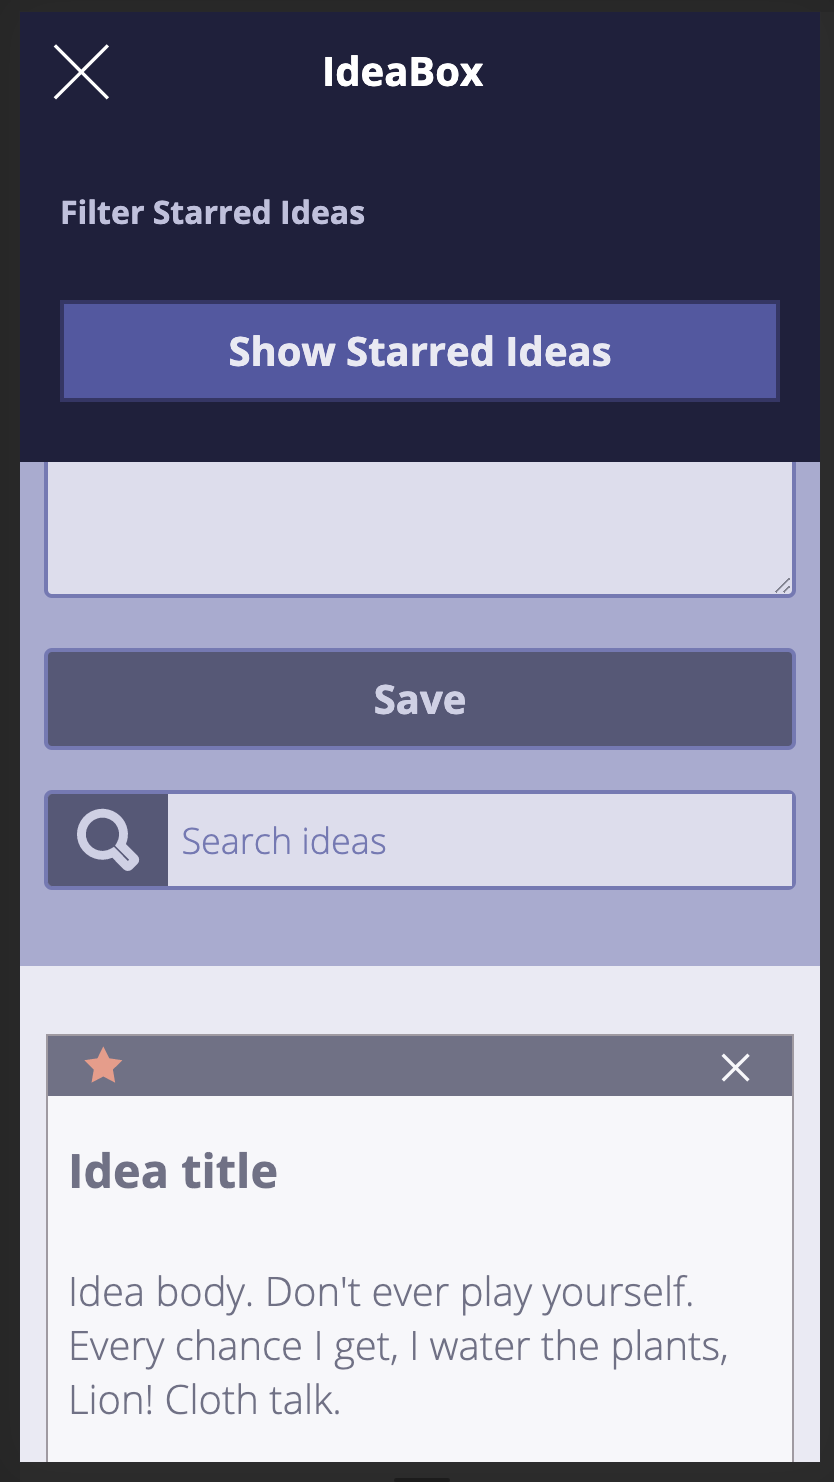 IdeaBox
Filter Starred Ideas
Show Starred Ideas
Save
Search ideas
Idea title
Idea body. Don't ever play yourself.
Every chance I get, I water the plants,
Lion! Cloth talk.